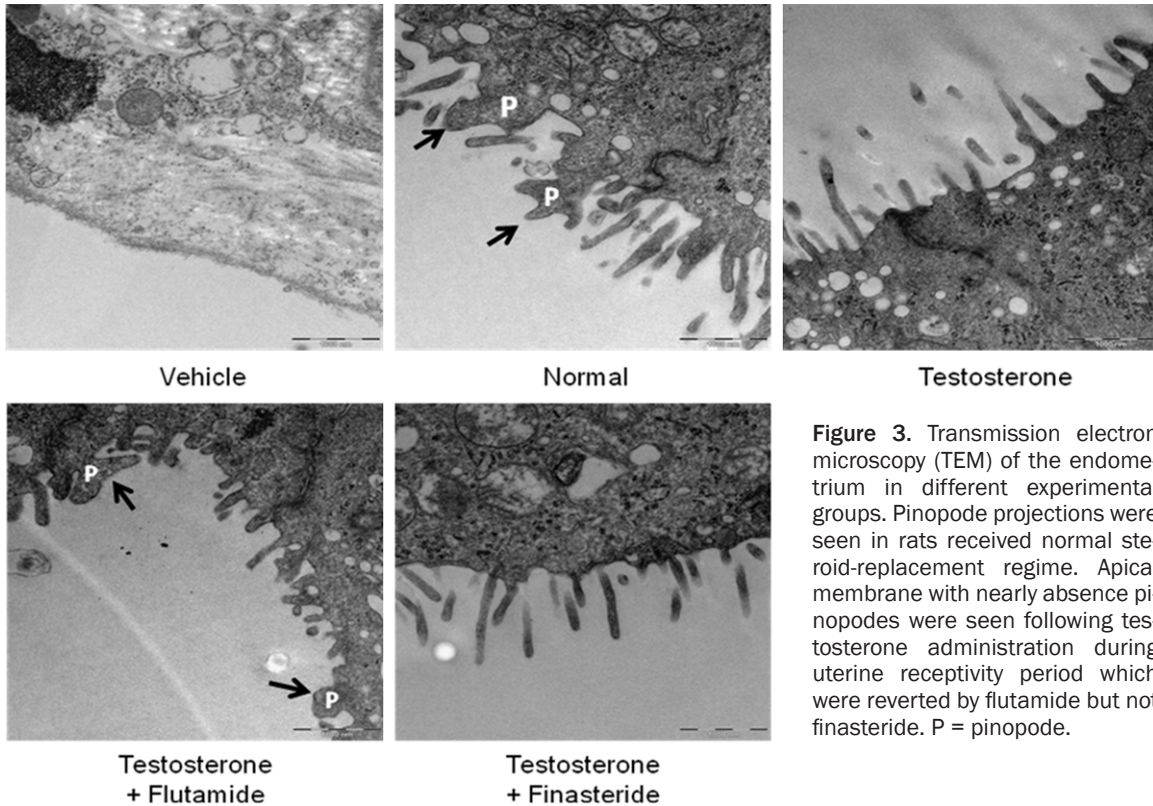 P
P
Vehicle
Normal
Testosterone
P
P
Testosterone
+ Flutamide
Testosterone
+ Finasteride
Figure 3. Transmission electron
microscopy (TEM) of the endome-
trium in different experimenta
groups. Pinopode projections were
seen in rats received normal ste-
roid-replacement regime. Apica
membrane with nearly absence pi-
nopodes were seen following tes-
tosterone administration during
uterine receptivity period which
were reverted by flutamide but not
finasteride. P = pinopode.